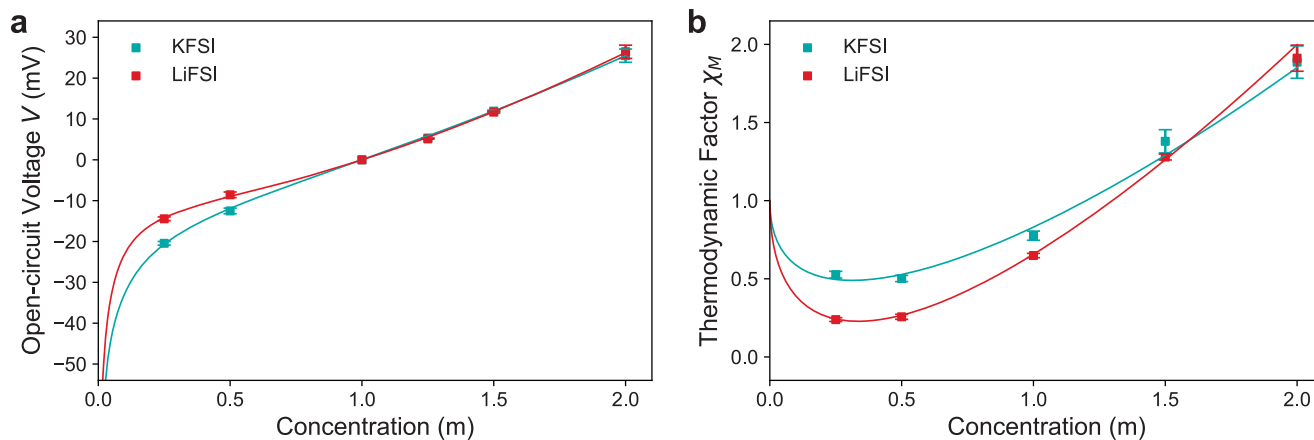 a
Open-circuit Voltage V (mV)
30
20
10
0
−10
−20
−30
−40
−50
KFSI
LiFSI
0.0 0.5 1.0 1.5 2.0
Concentration (m)
b
Thermodynamic Factor χM
2.0
1.5
1.0
0.5
0.0
KFSI
LiFSI
0.0 0.5 1.0 1.5 2.0
Concentration (m)